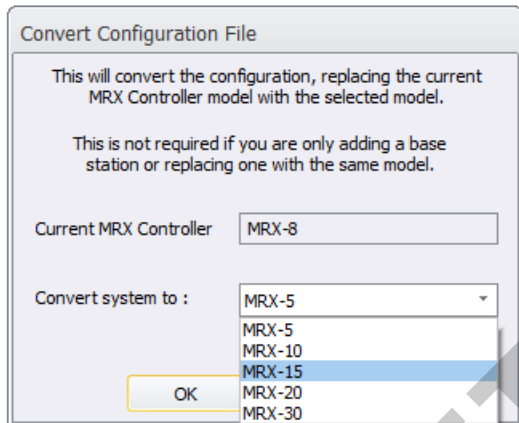 Convert Configuration File
This will convert the configuration, replacing the current
MRX Controller model with the selected model.
This is not required if you are only adding a base
station or replacing one with the same model.
Current MRX Controller MRX-8
Convert system to : MRX-5
MRX-5
MRX-10
MRX-15
OK MRX-20
MRX-30